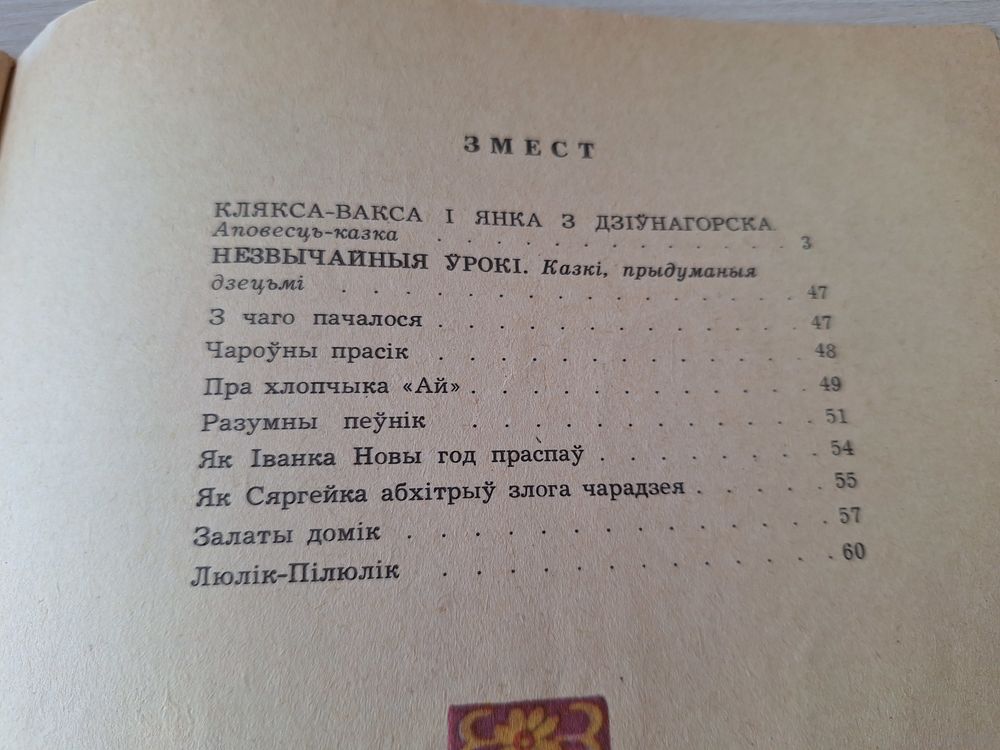 ЗМЕСТ
КЛЯКСА-ВАКСА І ЯНКА З ДЗІЎНАГОРСКА.
Аповесць-казка . . . . . . . . . . . . . 3
НЕЗВЫЧАЙНЫЯ ЎРОКІ. Казкі, прыдуманыя
дзецьмі . . . . . . . . . . . . . . . . 47
З чаго пачалося . . . . . . . . . . . . . 47
Чароўны прасік . . . . . . . . . . . . . 48
Пра хлопчыка «Ай» . . . . . . . . . . . . 49
Разумны пеўнік . . . . . . . . . . . . 51
Як Іванка Новы год праспаў . . . . . . . . 54
Як Сяргейка абхітрыў злога чарадзея . . . . . 55
Залаты домік . . . . . . . . . . . . . . 57
Люлік-Пілюлік . . . . . . . . . . . . . 60